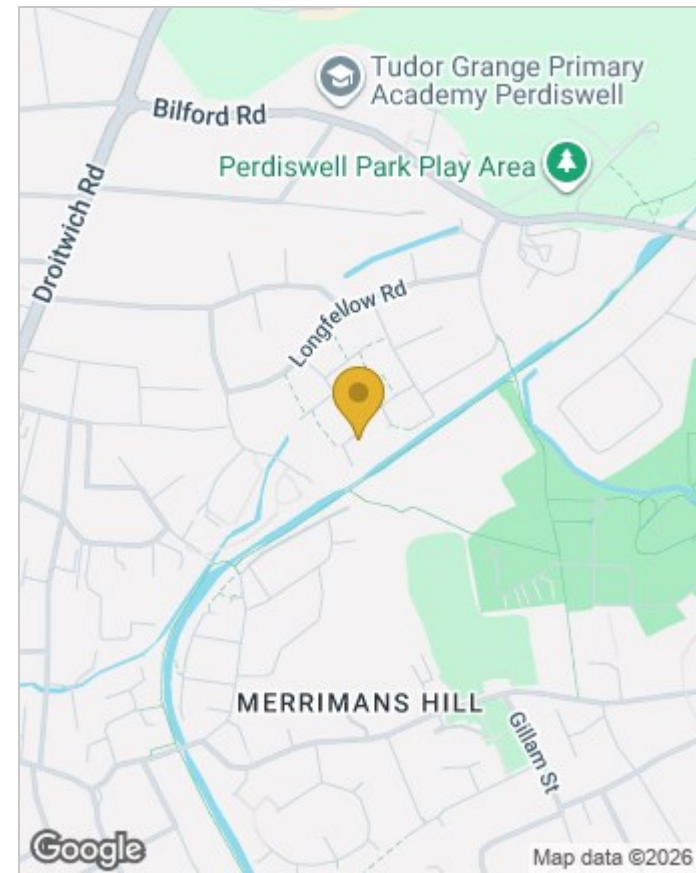 Tudor Grange Primary
Academy Perdiswell
Bilford Rd
Perdiswell Park Play Area
Droitwich Rd
Longfellow Rd
MERRIMANS HILL
Gillam St
Google
Map data ©2026